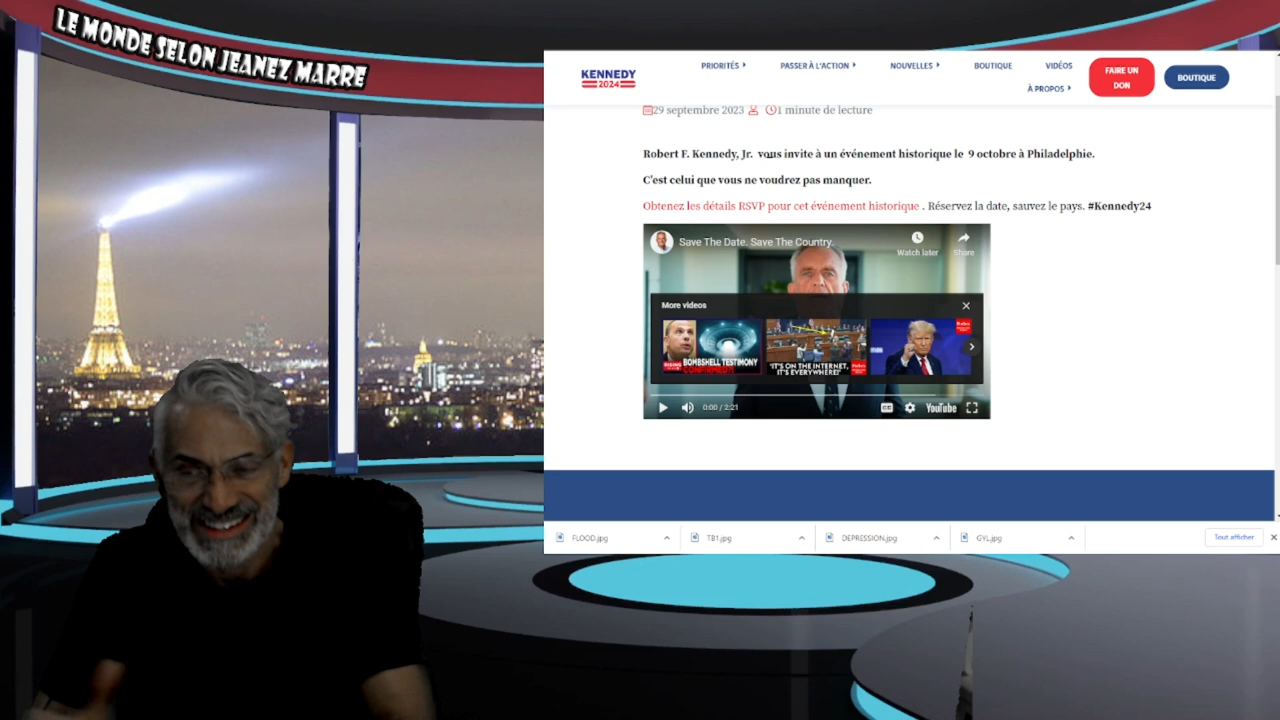 LE MONDE SELON JEANEZ MARRE
KENNEDY
2024
PRIORITÉS
PASSER À L'ACTION
NOUVELLES
BOUTIQUE
VIDÉOS
À PROPOS
FAIRE UN
DON
BOUTIQUE
29 septembre 2023 1 minute de lecture
Robert F. Kennedy, Jr. vous invite à un événement historique le 9 octobre à Philadelphie.
C'est celui que vous ne voudrez pas manquer.
Obtenez les détails RSVP pour cet événement historique . Réservez la date, sauvez le pays. #Kennedy24
Save The Date. Save The Country.
Watch later
Share
More videos
BOMBSHELL TESTIMONY
CONFIRMED?!
"IT'S ON THE INTERNET,
IT'S EVERYWHERE!"
0:00 / 2:21
CC
YouTube
FLOOD.jpg
TB1.jpg
DEPRESSION.jpg
GYL.jpg
Tout afficher